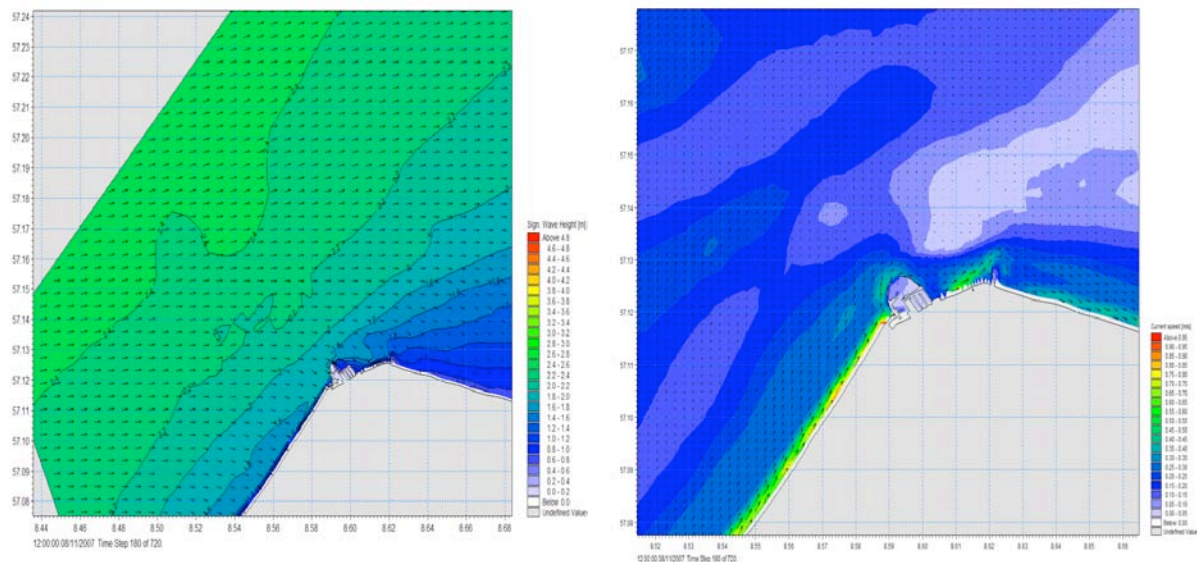 57.24
57.23
57.22
57.21
57.20
57.19
57.18
57.17
57.16
57.15
57.14
57.13
57.12
57.11
57.10
57.09
57.08
8.44
8.46
8.48
8.50
8.52
8.54
8.56
8.58
8.60
8.62
8.64
8.66
8.68
12:00:00 08/11/2007 Time Step 180 of 720.
Sign. Wave Height [m]
Above 4.8
4.6 - 4.8
4.4 - 4.6
4.2 - 4.4
4.0 - 4.2
3.8 - 4.0
3.6 - 3.8
3.4 - 3.6
3.2 - 3.4
3.0 - 3.2
2.8 - 3.0
2.6 - 2.8
2.4 - 2.6
2.2 - 2.4
2.0 - 2.2
1.8 - 2.0
1.6 - 1.8
1.4 - 1.6
1.2 - 1.4
1.0 - 1.2
0.8 - 1.0
0.6 - 0.8
0.4 - 0.6
0.2 - 0.4
0.0 - 0.2
Below 0.0
Undefined Value
57.17
57.16
57.15
57.14
57.13
57.12
57.11
57.10
57.09
57.08
8.52
8.53
8.54
8.55
8.56
8.57
8.58
8.59
8.60
8.61
8.62
8.63
8.64
8.65
8.66
12:00:00 08/11/2007 Time Step 180 of 720.
Current speed [m/s]
Above 0.95
0.90 - 0.95
0.85 - 0.90
0.80 - 0.85
0.75 - 0.80
0.70 - 0.75
0.65 - 0.70
0.60 - 0.65
0.55 - 0.60
0.50 - 0.55
0.45 - 0.50
0.40 - 0.45
0.35 - 0.40
0.30 - 0.35
0.25 - 0.30
0.20 - 0.25
0.15 - 0.20
0.10 - 0.15
0.05 - 0.10
0.00 - 0.05
Below 0.00
Undefined Value